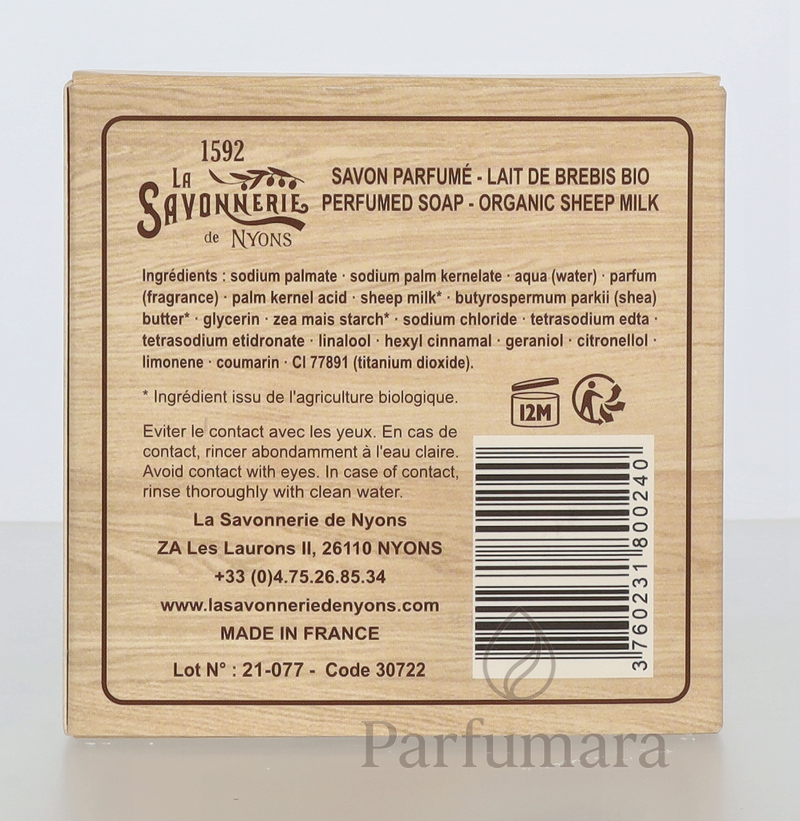 1592
LA
SAVONNERIE
de NYONS
SAVON PARFUMÉ - LAIT DE BREBIS BIO
PERFUMED SOAP - ORGANIC SHEEP MILK
Ingrédients : sodium palmate · sodium palm kernelate · aqua (water) · parfum
(fragrance) · palm kernel acid · sheep milk* · butyrospermum parkii (shea)
butter* · glycerin · zea mais starch* · sodium chloride · tetrasodium edta ·
tetrasodium etidronate · linalool · hexyl cinnamal · geraniol · citronellol ·
limonene · coumarin · CI 77891 (titanium dioxide).
* Ingrédient issu de l'agriculture biologique.
12M
Eviter le contact avec les yeux. En cas de
contact, rincer abondamment à l'eau claire.
Avoid contact with eyes. In case of contact,
rinse thoroughly with clean water.
La Savonnerie de Nyons
ZA Les Laurons II, 26110 NYONS
+33 (0)4.75.26.85.34
www.lasavonneriedenyons.com
MADE IN FRANCE
Lot N° : 21-077 - Code 30722
3 760231 800240
Parfumara